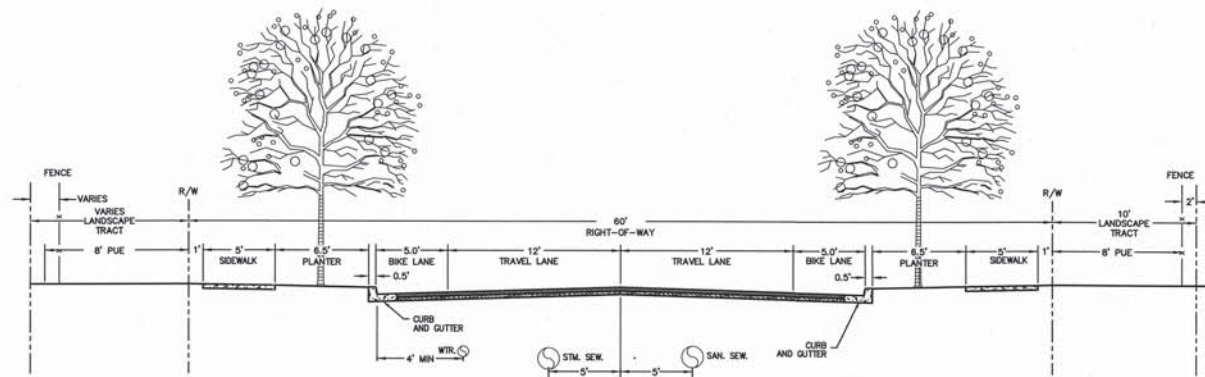 FENCE
VARIES
VARIES
LANDSCAPE
TRACT
8' PUE
R/W
1'
5'
SIDEWALK
6.5'
PLANTER
0.5'
5.0'
BIKE LANE
12'
TRAVEL LANE
60'
RIGHT-OF-WAY
12'
TRAVEL LANE
5.0'
BIKE LANE
0.5'
6.5'
PLANTER
5'
SIDEWALK
1'
R/W
FENCE
2'
10'
LANDSCAPE
TRACT
8' PUE
CURB
AND GUTTER
4' MIN
WTR.
STM. SEW.
5'
5'
SAN. SEW.
CURB
AND GUTTER